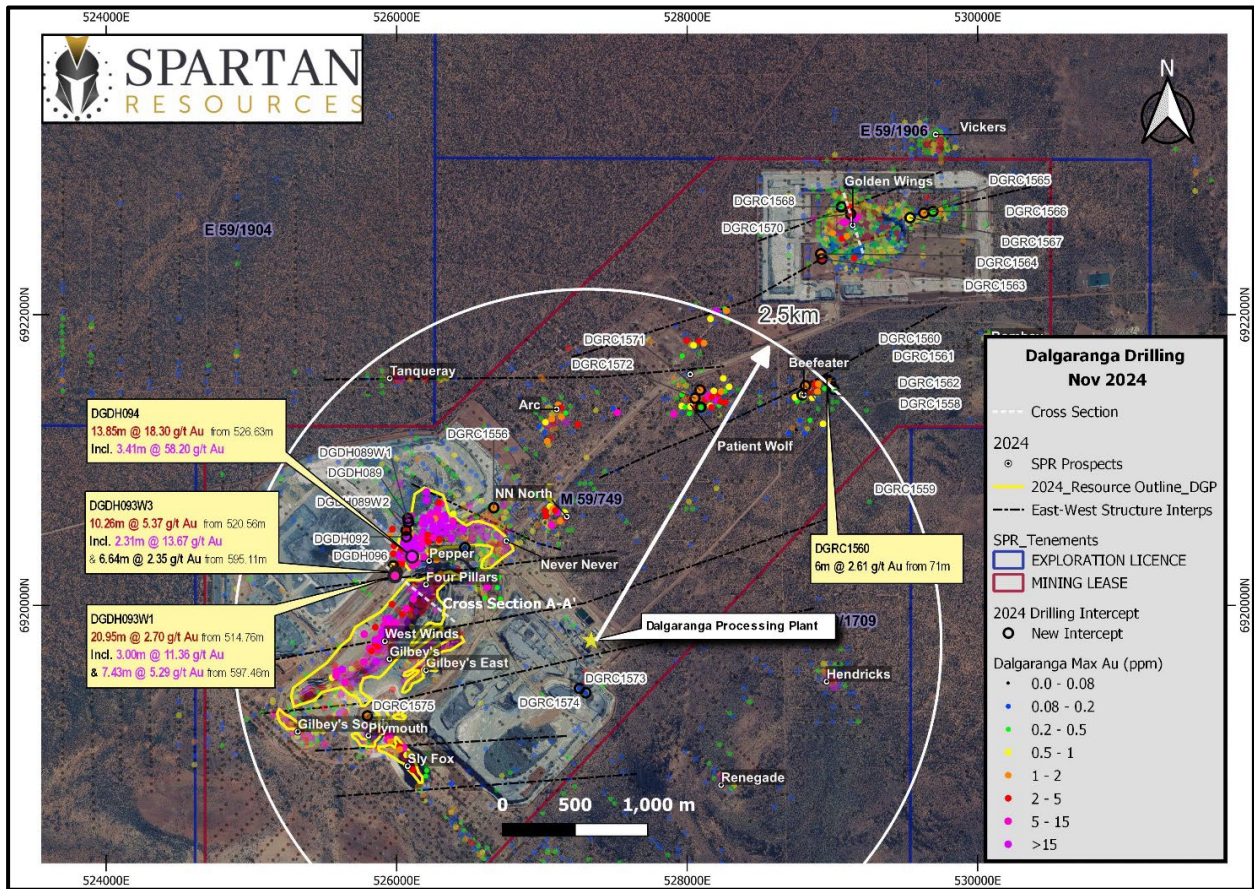 524000E
526000E
528000E
530000E
SPARTAN
RESOURCES
N
E 59/1906
Vickers
Golden Wings
DGRC1565
DGRC1568
DGRC1566
DGRC1570
DGRC1567
DGRC1564
DGRC1563
E 59/1904
6922000N
6922000N
2.5km
DGRC1571
DGRC1572
DGRC1560
DGRC1561
Beefeater
DGRC1562
DGRC1558
Tanqueray
Arc
Patient Wolf
DGRC1556
DGDH089W1
DGDH089
DGDH089W2
NN North
M 59/749
DGRC1559
DGDH092
DGDH096
Pepper
Never Never
Four Pillars
Cross Section A-A'
DGDH094
13.85m @ 18.30 g/t Au from 526.63m
Incl. 3.41m @ 58.20 g/t Au
DGDH093W3
10.26m @ 5.37 g/t Au from 520.56m
Incl. 2.31m @ 13.67 g/t Au
& 6.64m @ 2.35 g/t Au from 595.11m
DGDH093W1
20.95m @ 2.70 g/t Au from 514.76m
Incl. 3.00m @ 11.36 g/t Au
& 7.43m @ 5.29 g/t Au from 597.46m
DGRC1560
6m @ 2.61 g/t Au from 71m
6920000N
6920000N
Dalgaranga Processing Plant
/1709
West Winds
Gilbey's
Gilbey's East
Hendricks
DGRC1573
DGRC1574
DGRC1575
Gilbey's So
Plymouth
Sly Fox
Renegade
0 500 1,000 m
Dalgaranga Drilling
Nov 2024
Cross Section
2024
SPR Prospects
2024_Resource Outline_DGP
East-West Structure Interps
SPR_Tenements
EXPLORATION LICENCE
MINING LEASE
2024 Drilling Intercept
New Intercept
Dalgaranga Max Au (ppm)
0.0 - 0.08
0.08 - 0.2
0.2 - 0.5
0.5 - 1
1 - 2
2 - 5
5 - 15
>15
524000E
526000E
528000E
530000E